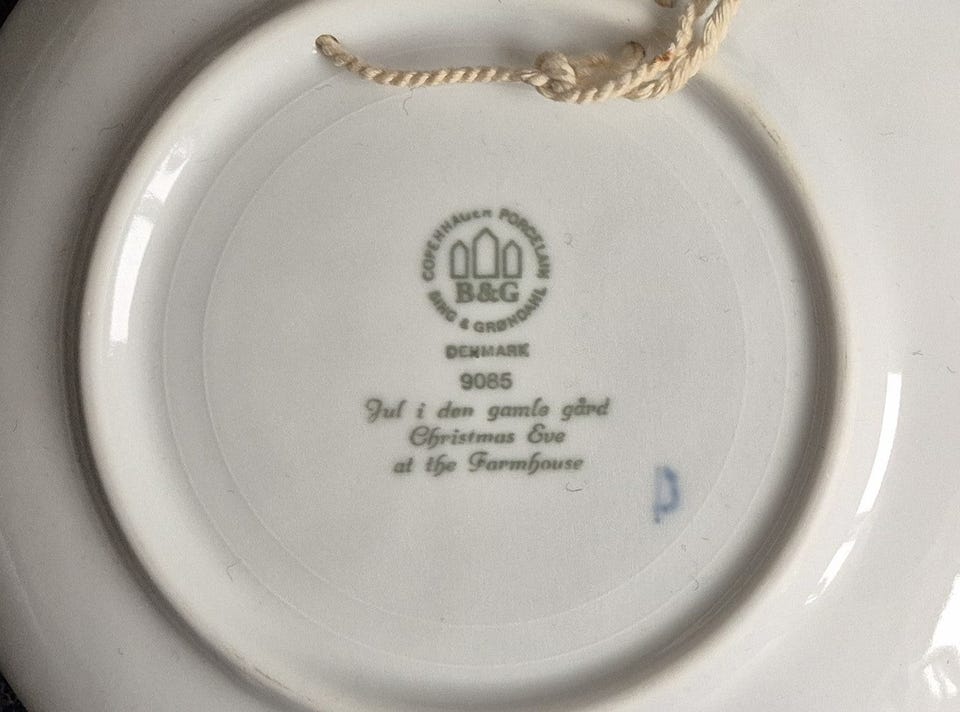 COPENHAGEN PORCELAIN
B&G
BING & GRØNDAHL
DENMARK
9085
Jul i den gamle gård
Christmas Eve
at the Farmhouse